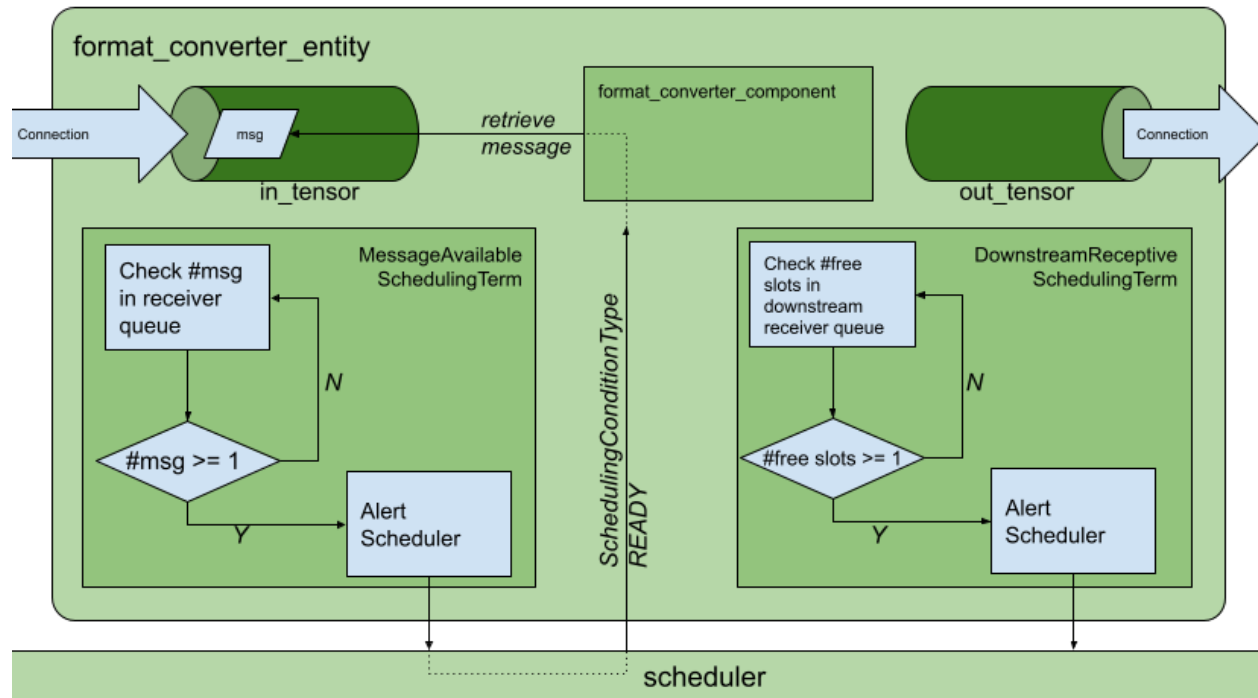 format_converter_entity
Connection
msg
in_tensor
retrieve
message
format_converter_component
out_tensor
Connection
MessageAvailable
SchedulingTerm
Check #msg
in receiver
queue
N
#msg >= 1
Y
Alert
Scheduler
SchedulingConditionType
READY
DownstreamReceptive
SchedulingTerm
Check #free
slots in
downstream
receiver queue
N
#free slots >= 1
Y
Alert
Scheduler
scheduler